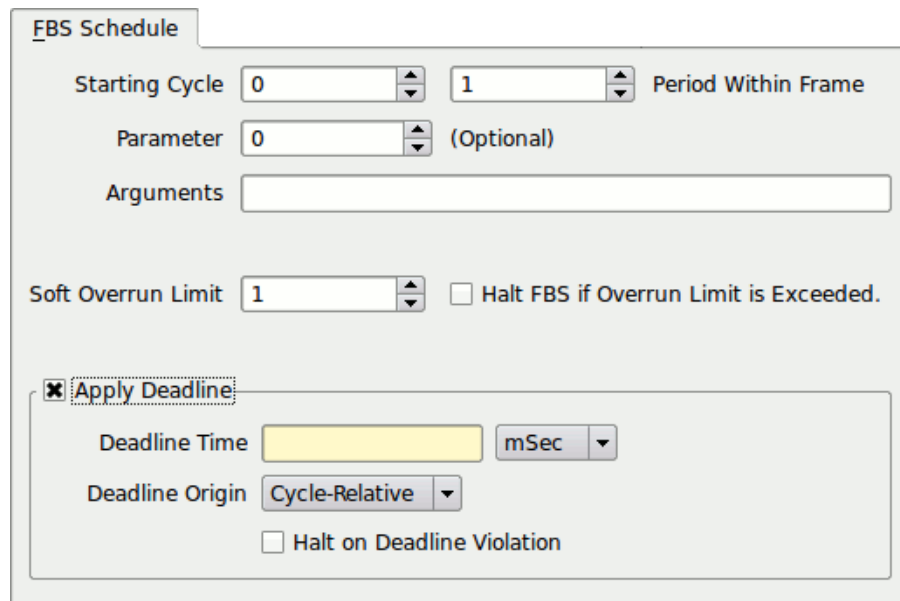 FBS Schedule
Starting Cycle 0 1 Period Within Frame
Parameter 0 (Optional)
Arguments
Soft Overrun Limit 1 Halt FBS if Overrun Limit is Exceeded.
Apply Deadline
Deadline Time mSec
Deadline Origin Cycle-Relative
Halt on Deadline Violation